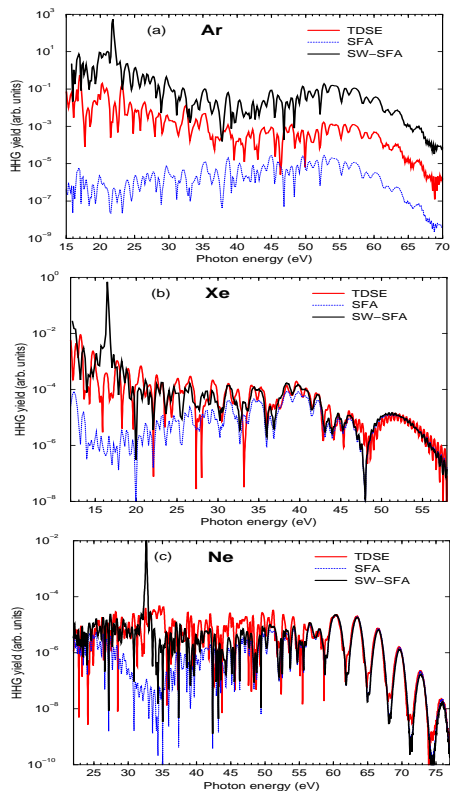 (a) Ar
TDSE
SFA
SW−SFA
HHG yield (arb. units)
10^3
10^1
10^−1
10^−3
10^−5
10^−7
10^−9
15 20 25 30 35 40 45 50 55 60 65 70
Photon energy (eV)
(b) Xe
TDSE
SFA
SW−SFA
HHG yield (arb. units)
10^0
10^−2
10^−4
10^−6
10^−8
15 20 25 30 35 40 45 50 55
Photon energy (eV)
(c) Ne
TDSE
SFA
SW−SFA
HHG yield (arb. units)
10^−2
10^−4
10^−6
10^−8
10^−10
25 30 35 40 45 50 55 60 65 70 75
Photon energy (eV)